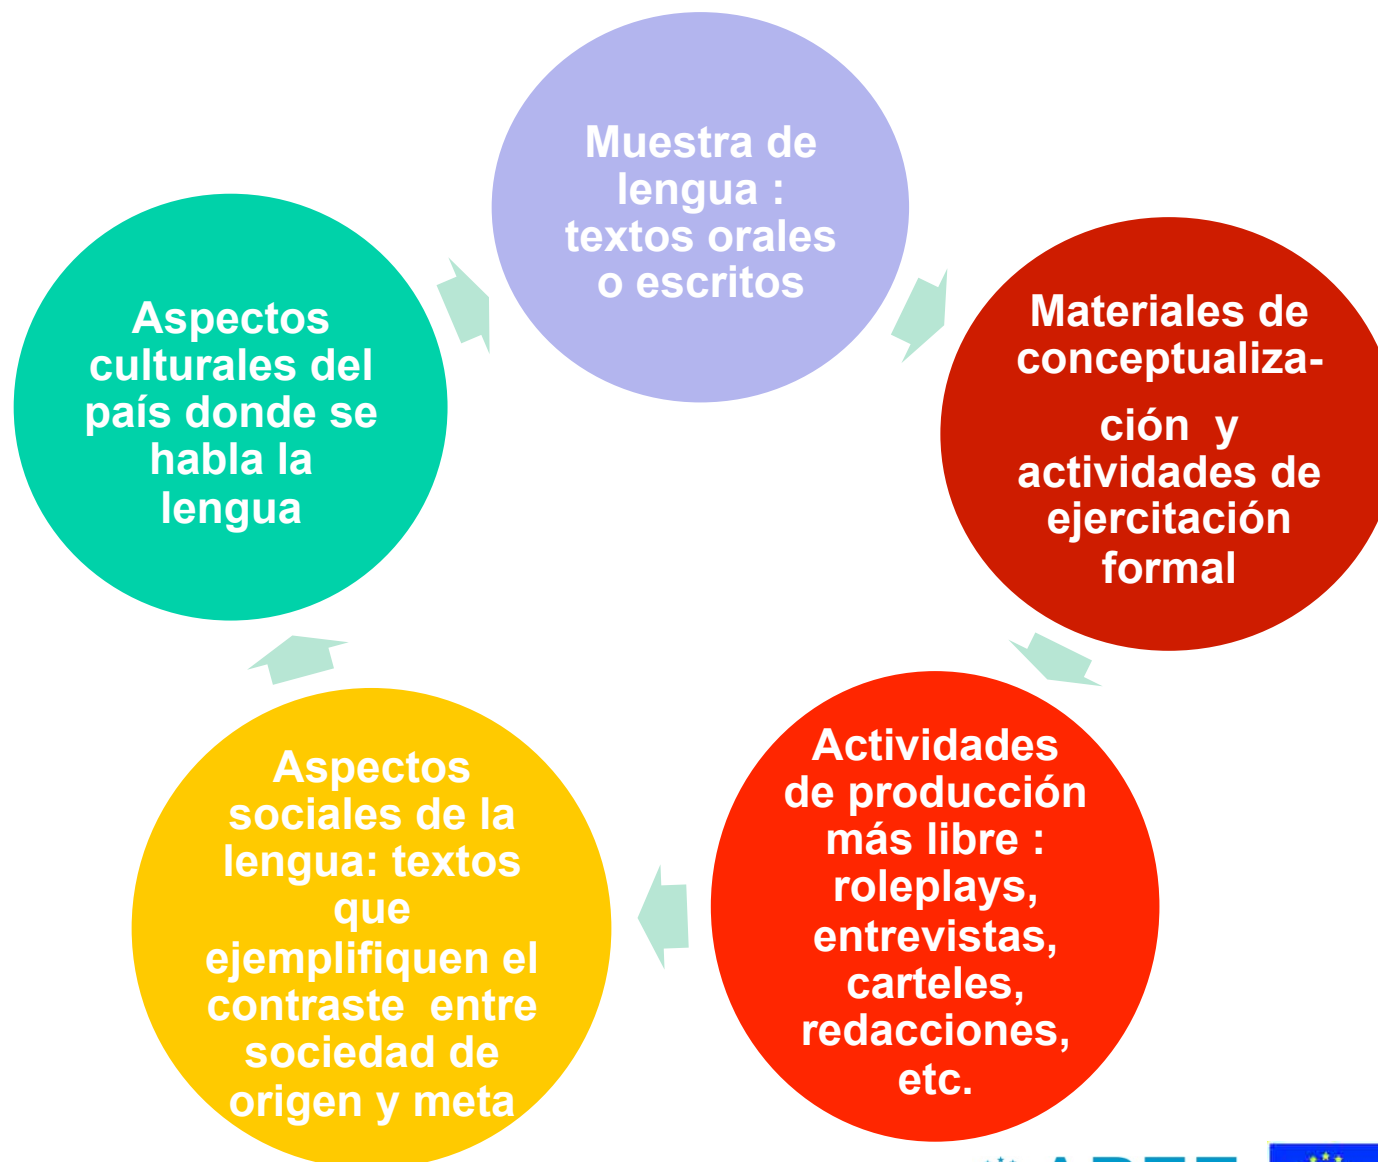 Muestra de
lengua :
textos orales
o escritos
Materiales de
conceptualiza-
ción y
actividades de
ejercitación
formal
Actividades
de producción
más libre :
roleplays,
entrevistas,
carteles,
redacciones,
etc.
Aspectos
sociales de la
lengua: textos
que
ejemplifiquen el
contraste entre
sociedad de
origen y meta
Aspectos
culturales del
país donde se
habla la
lengua